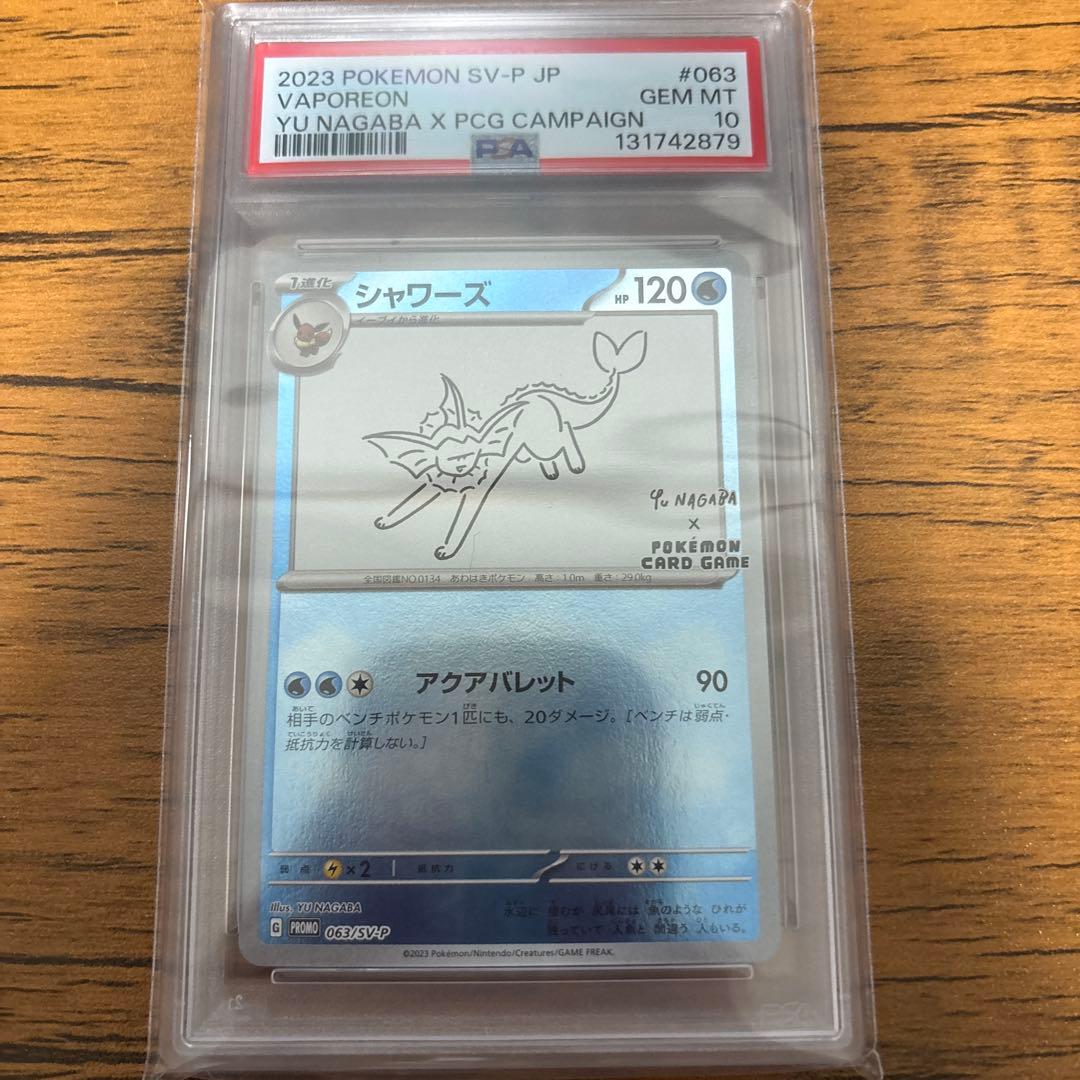 2023 POKEMON SV-P JP #063
VAPOREON GEM MT
YU NAGABA X PCG CAMPAIGN 10
PSA 131742879
1進化
シャワーズ HP 120
イーブイから進化
Yu NAGABA
×
POKÉMON
CARD GAME
全国図鑑NO.0134 あわはきポケモン 高さ:1.0m 重さ:29.0kg
アクアバレット 90
相手のベンチポケモン1匹にも、20ダメージ。[ベンチは弱点・
抵抗力を計算しない。]
弱点 ×2 抵抗力 にげる
Illus. YU NAGABA
水辺に 棲むが 尻尾には 魚のような ひれが
残っていて 人魚と 間違う 人もいる。
G PROMO 063/SV-P
©2023 Pokémon/Nintendo/Creatures/GAME FREAK.